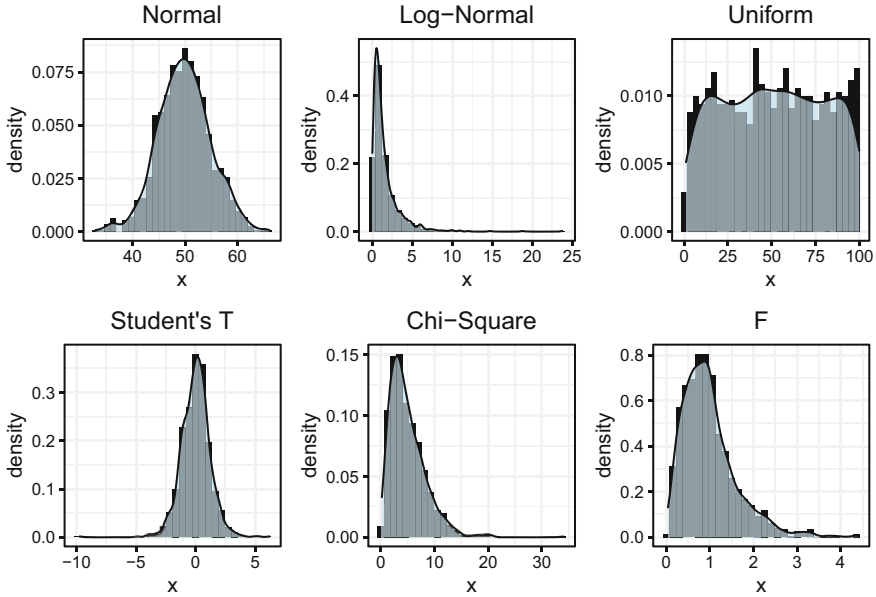 Normal
Log−Normal
Uniform
density
0.075
0.050
0.025
0.000
40
50
60
x
density
0.4
0.2
0.0
0
5
10
15
20
25
x
density
0.010
0.005
0.000
0
25
50
75
100
x
Student's T
Chi−Square
F
density
0.3
0.2
0.1
0.0
−10
−5
0
5
x
density
0.15
0.10
0.05
0.00
0
10
20
30
x
density
0.8
0.6
0.4
0.2
0.0
0
1
2
3
4
x